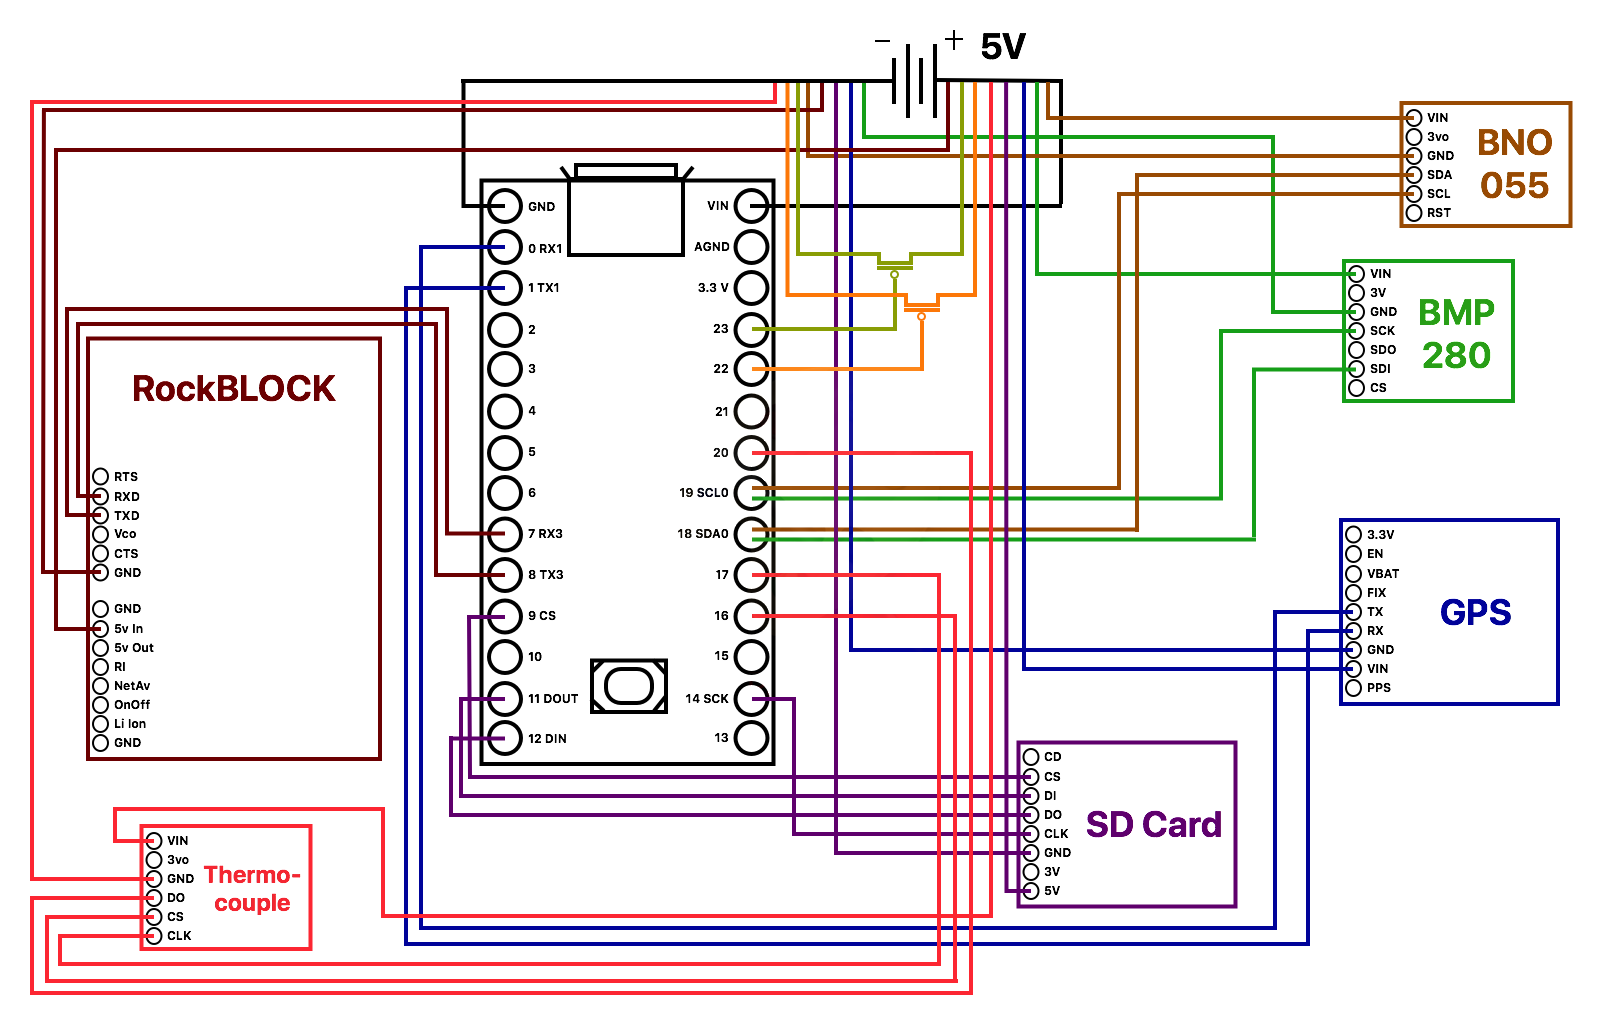 − + 5V
BNO
055
VIN
3vo
GND
SDA
SCL
RST
GND
0 RX1
1 TX1
2
3
4
5
6
7 RX3
8 TX3
9 CS
10
11 DOUT
12 DIN
VIN
AGND
3.3 V
23
22
21
20
19 SCL0
18 SDA0
17
16
15
14 SCK
13
BMP
280
VIN
3V
GND
SCK
SDO
SDI
CS
RockBLOCK
RTS
RXD
TXD
Vco
CTS
GND
GND
5v In
5v Out
RI
NetAv
OnOff
Li Ion
GND
GPS
3.3V
EN
VBAT
FIX
TX
RX
GND
VIN
PPS
SD Card
CD
CS
DI
DO
CLK
GND
3V
5V
Thermo-
couple
VIN
3vo
GND
DO
CS
CLK